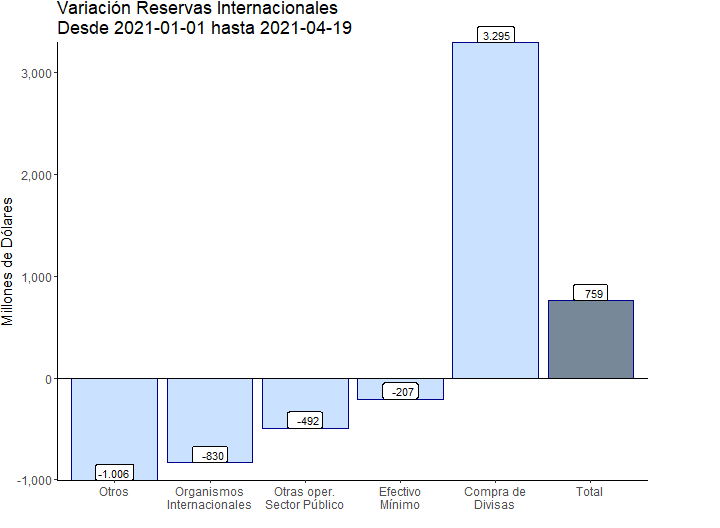 Variación Reservas Internacionales
Desde 2021-01-01 hasta 2021-04-19
Millones de Dólares
3,000
2,000
1,000
0
-1,000
-1.006
-830
-492
-207
3.295
759
Otros
Organismos
Internacionales
Otras oper.
Sector Público
Efectivo
Mínimo
Compra de
Divisas
Total